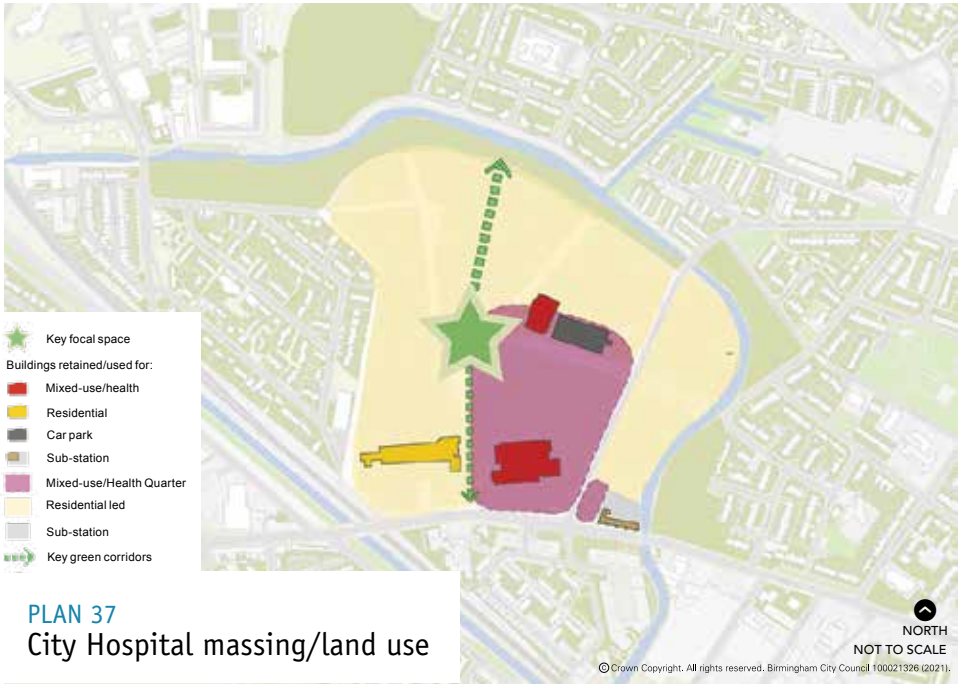 Key focal space
Buildings retained/used for:
Mixed-use/health
Residential
Car park
Sub-station
Mixed-use/Health Quarter
Residential led
Sub-station
Key green corridors
PLAN 37
City Hospital massing/land use
NORTH
NOT TO SCALE
© Crown Copyright. All rights reserved. Birmingham City Council 100021326 (2021).